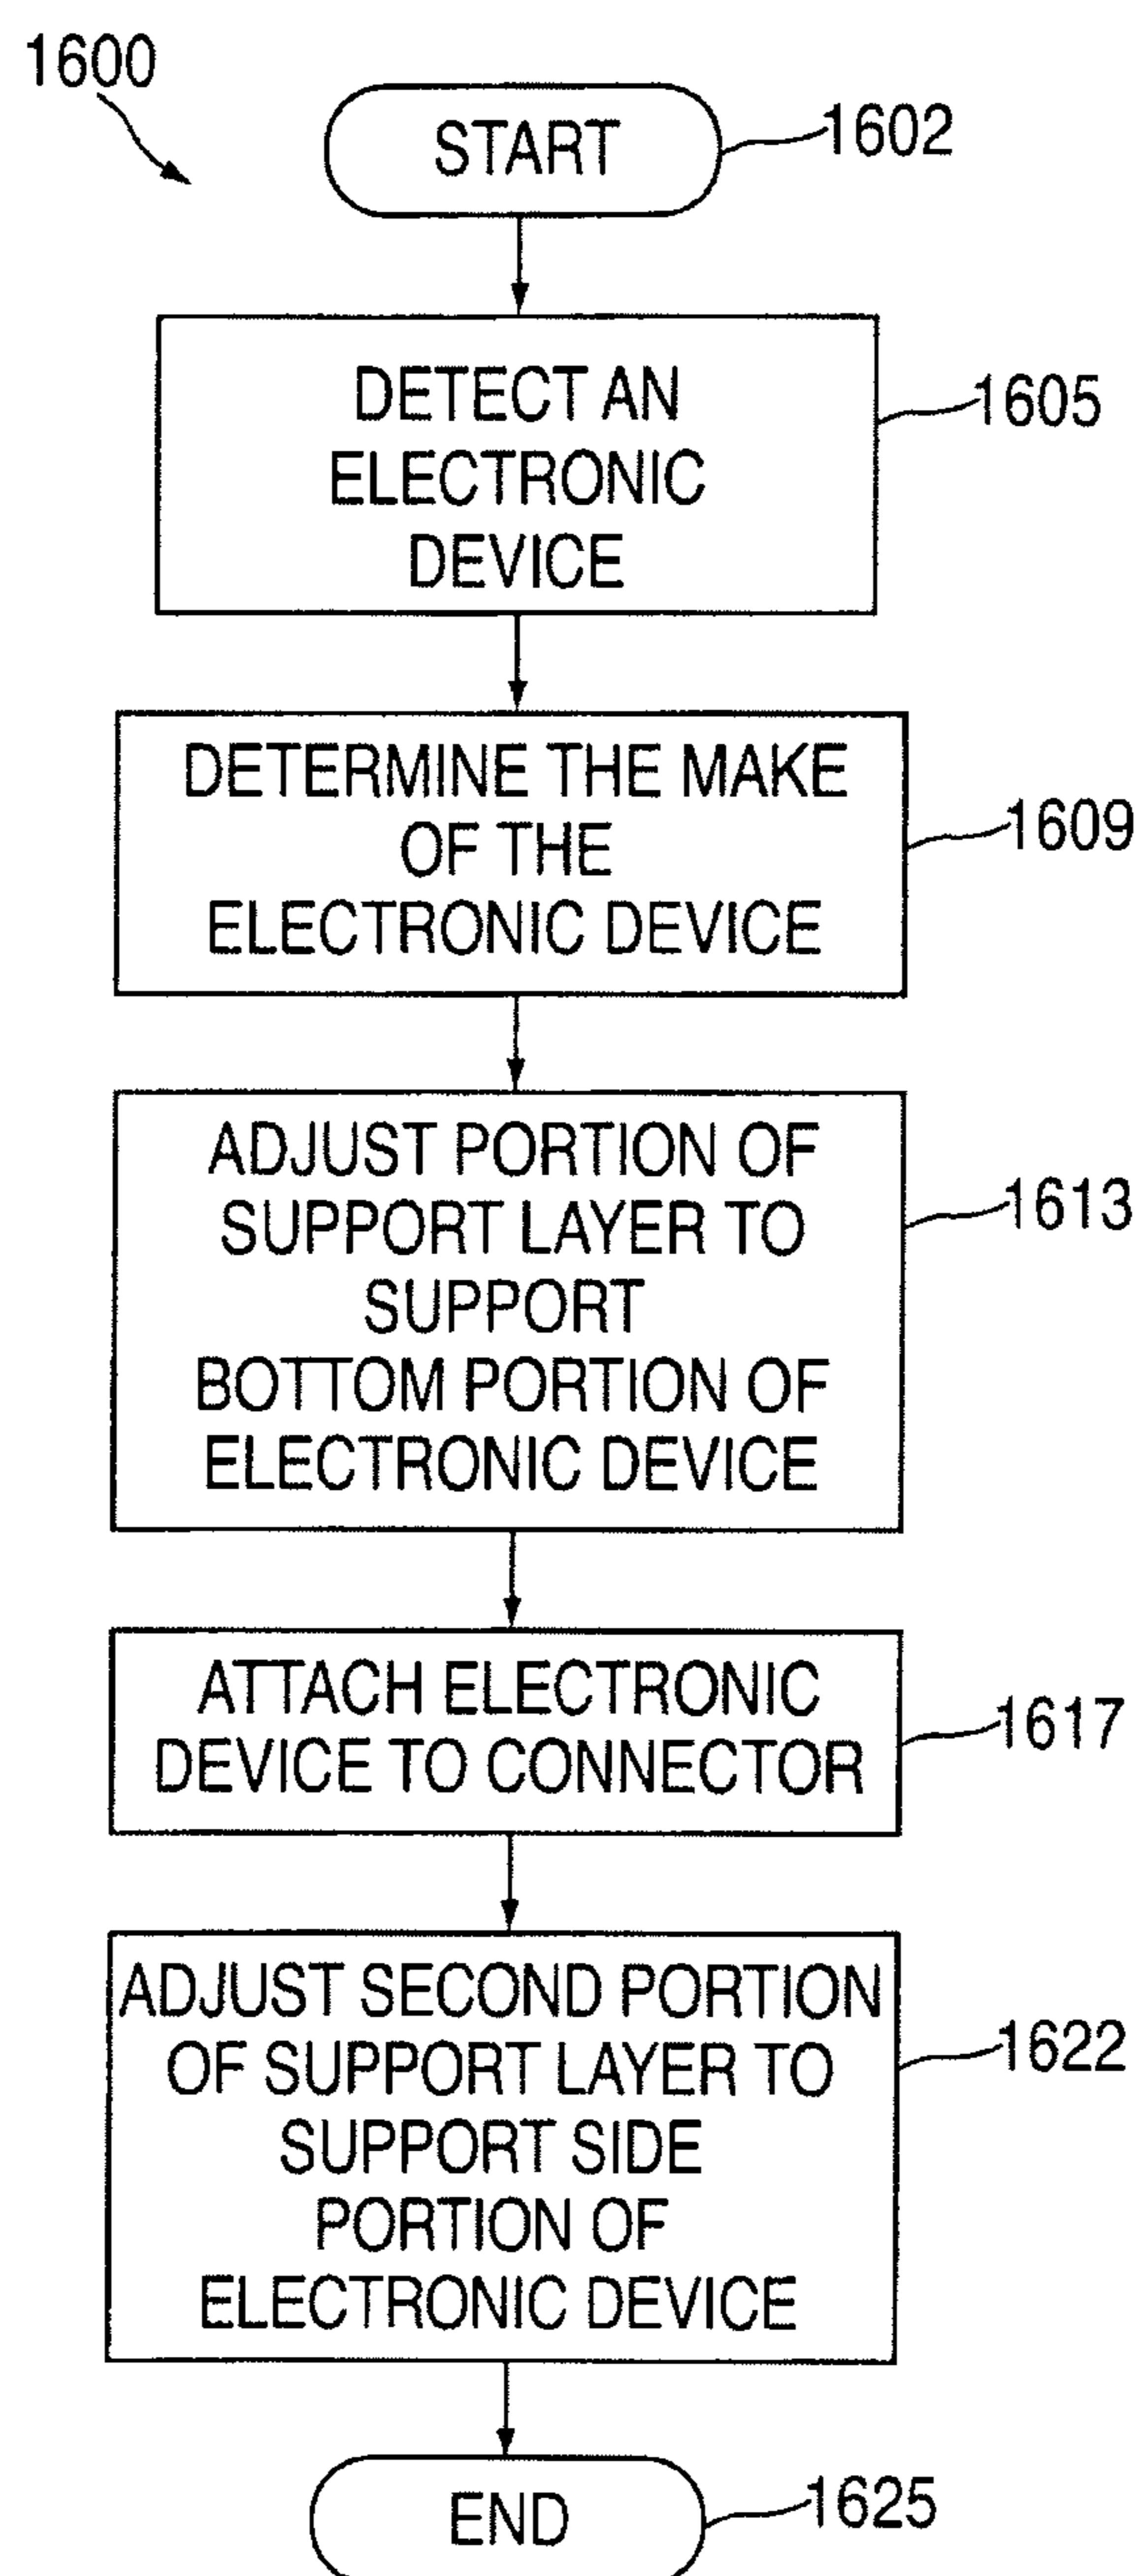 1600
START
1602
DETECT AN
ELECTRONIC
DEVICE
1605
DETERMINE THE MAKE
OF THE
ELECTRONIC DEVICE
1609
ADJUST PORTION OF
SUPPORT LAYER TO
SUPPORT
BOTTOM PORTION OF
ELECTRONIC DEVICE
1613
ATTACH ELECTRONIC
DEVICE TO CONNECTOR
1617
ADJUST SECOND PORTION
OF SUPPORT LAYER TO
SUPPORT SIDE
PORTION OF
ELECTRONIC DEVICE
1622
END
1625